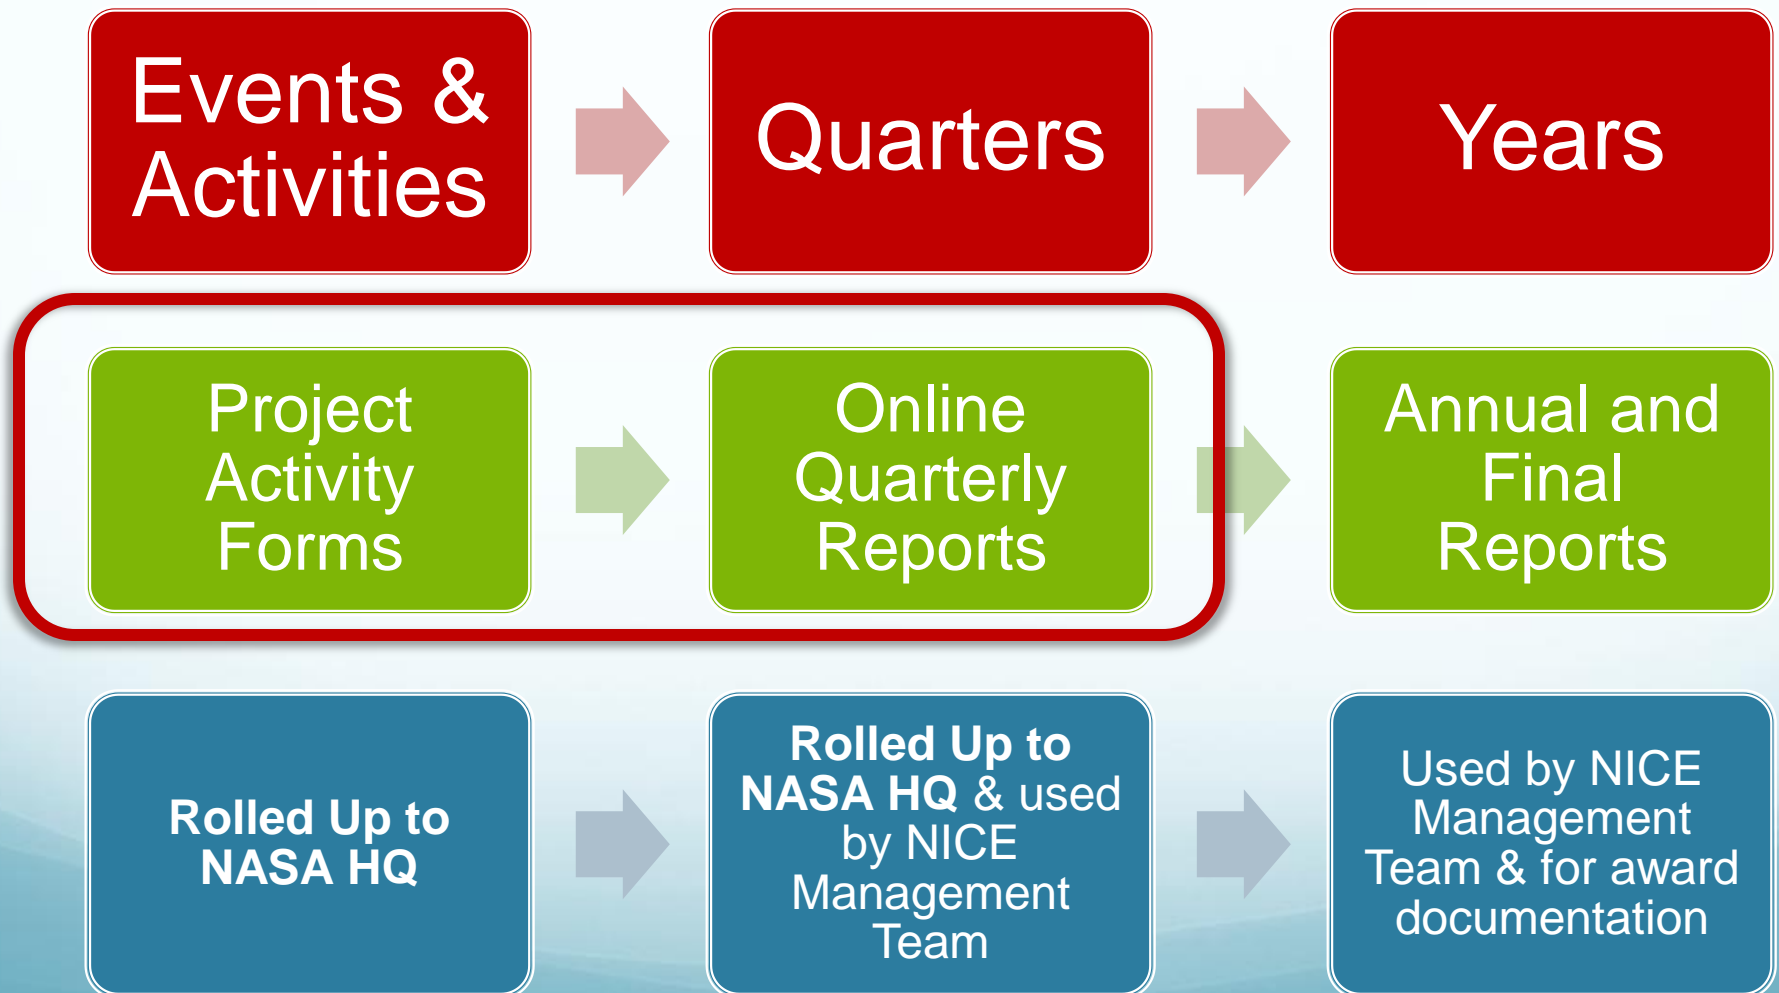 Events &
Activities
Quarters
Years
Project
Activity
Forms
Online
Quarterly
Reports
Annual and
Final
Reports
Rolled Up to
NASA HQ
Rolled Up to
NASA HQ & used
by NICE
Management
Team
Used by NICE
Management
Team & for award
documentation